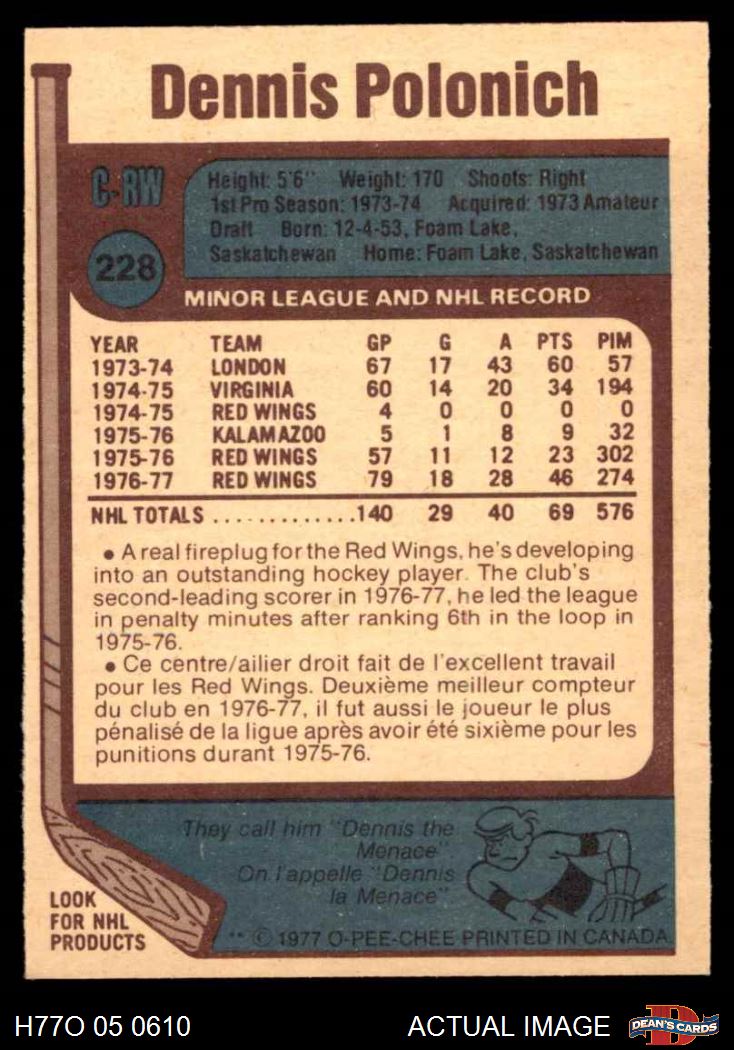 Dennis Polonich
C-RW
228
Height: 5'6" Weight: 170 Shoots: Right
1st Pro Season: 1973-74 Acquired: 1973 Amateur
Draft Born: 12-4-53, Foam Lake,
Saskatchewan Home: Foam Lake, Saskatchewan
MINOR LEAGUE AND NHL RECORD
YEAR TEAM GP G A PTS PIM
1973-74 LONDON 67 17 43 60 57
1974-75 VIRGINIA 60 14 20 34 194
1974-75 RED WINGS 4 0 0 0 0
1975-76 KALAMAZOO 5 1 8 9 32
1975-76 RED WINGS 57 11 12 23 302
1976-77 RED WINGS 79 18 28 46 274
NHL TOTALS ..............140 29 40 69 576
• A real fireplug for the Red Wings, he's developing
into an outstanding hockey player. The club's
second-leading scorer in 1976-77, he led the league
in penalty minutes after ranking 6th in the loop in
1975-76.
• Ce centre/ailier droit fait de l'excellent travail
pour les Red Wings. Deuxième meilleur compteur
du club en 1976-77, il fut aussi le joueur le plus
pénalisé de la ligue après avoir été sixième pour les
punitions durant 1975-76.
They call him "Dennis the
Menace".
On l'appelle "Dennis
la Menace"
LOOK
FOR NHL
PRODUCTS
** © 1977 O-PEE-CHEE PRINTED IN CANADA
H77O 05 0610
ACTUAL IMAGE
D
DEAN'S CARDS